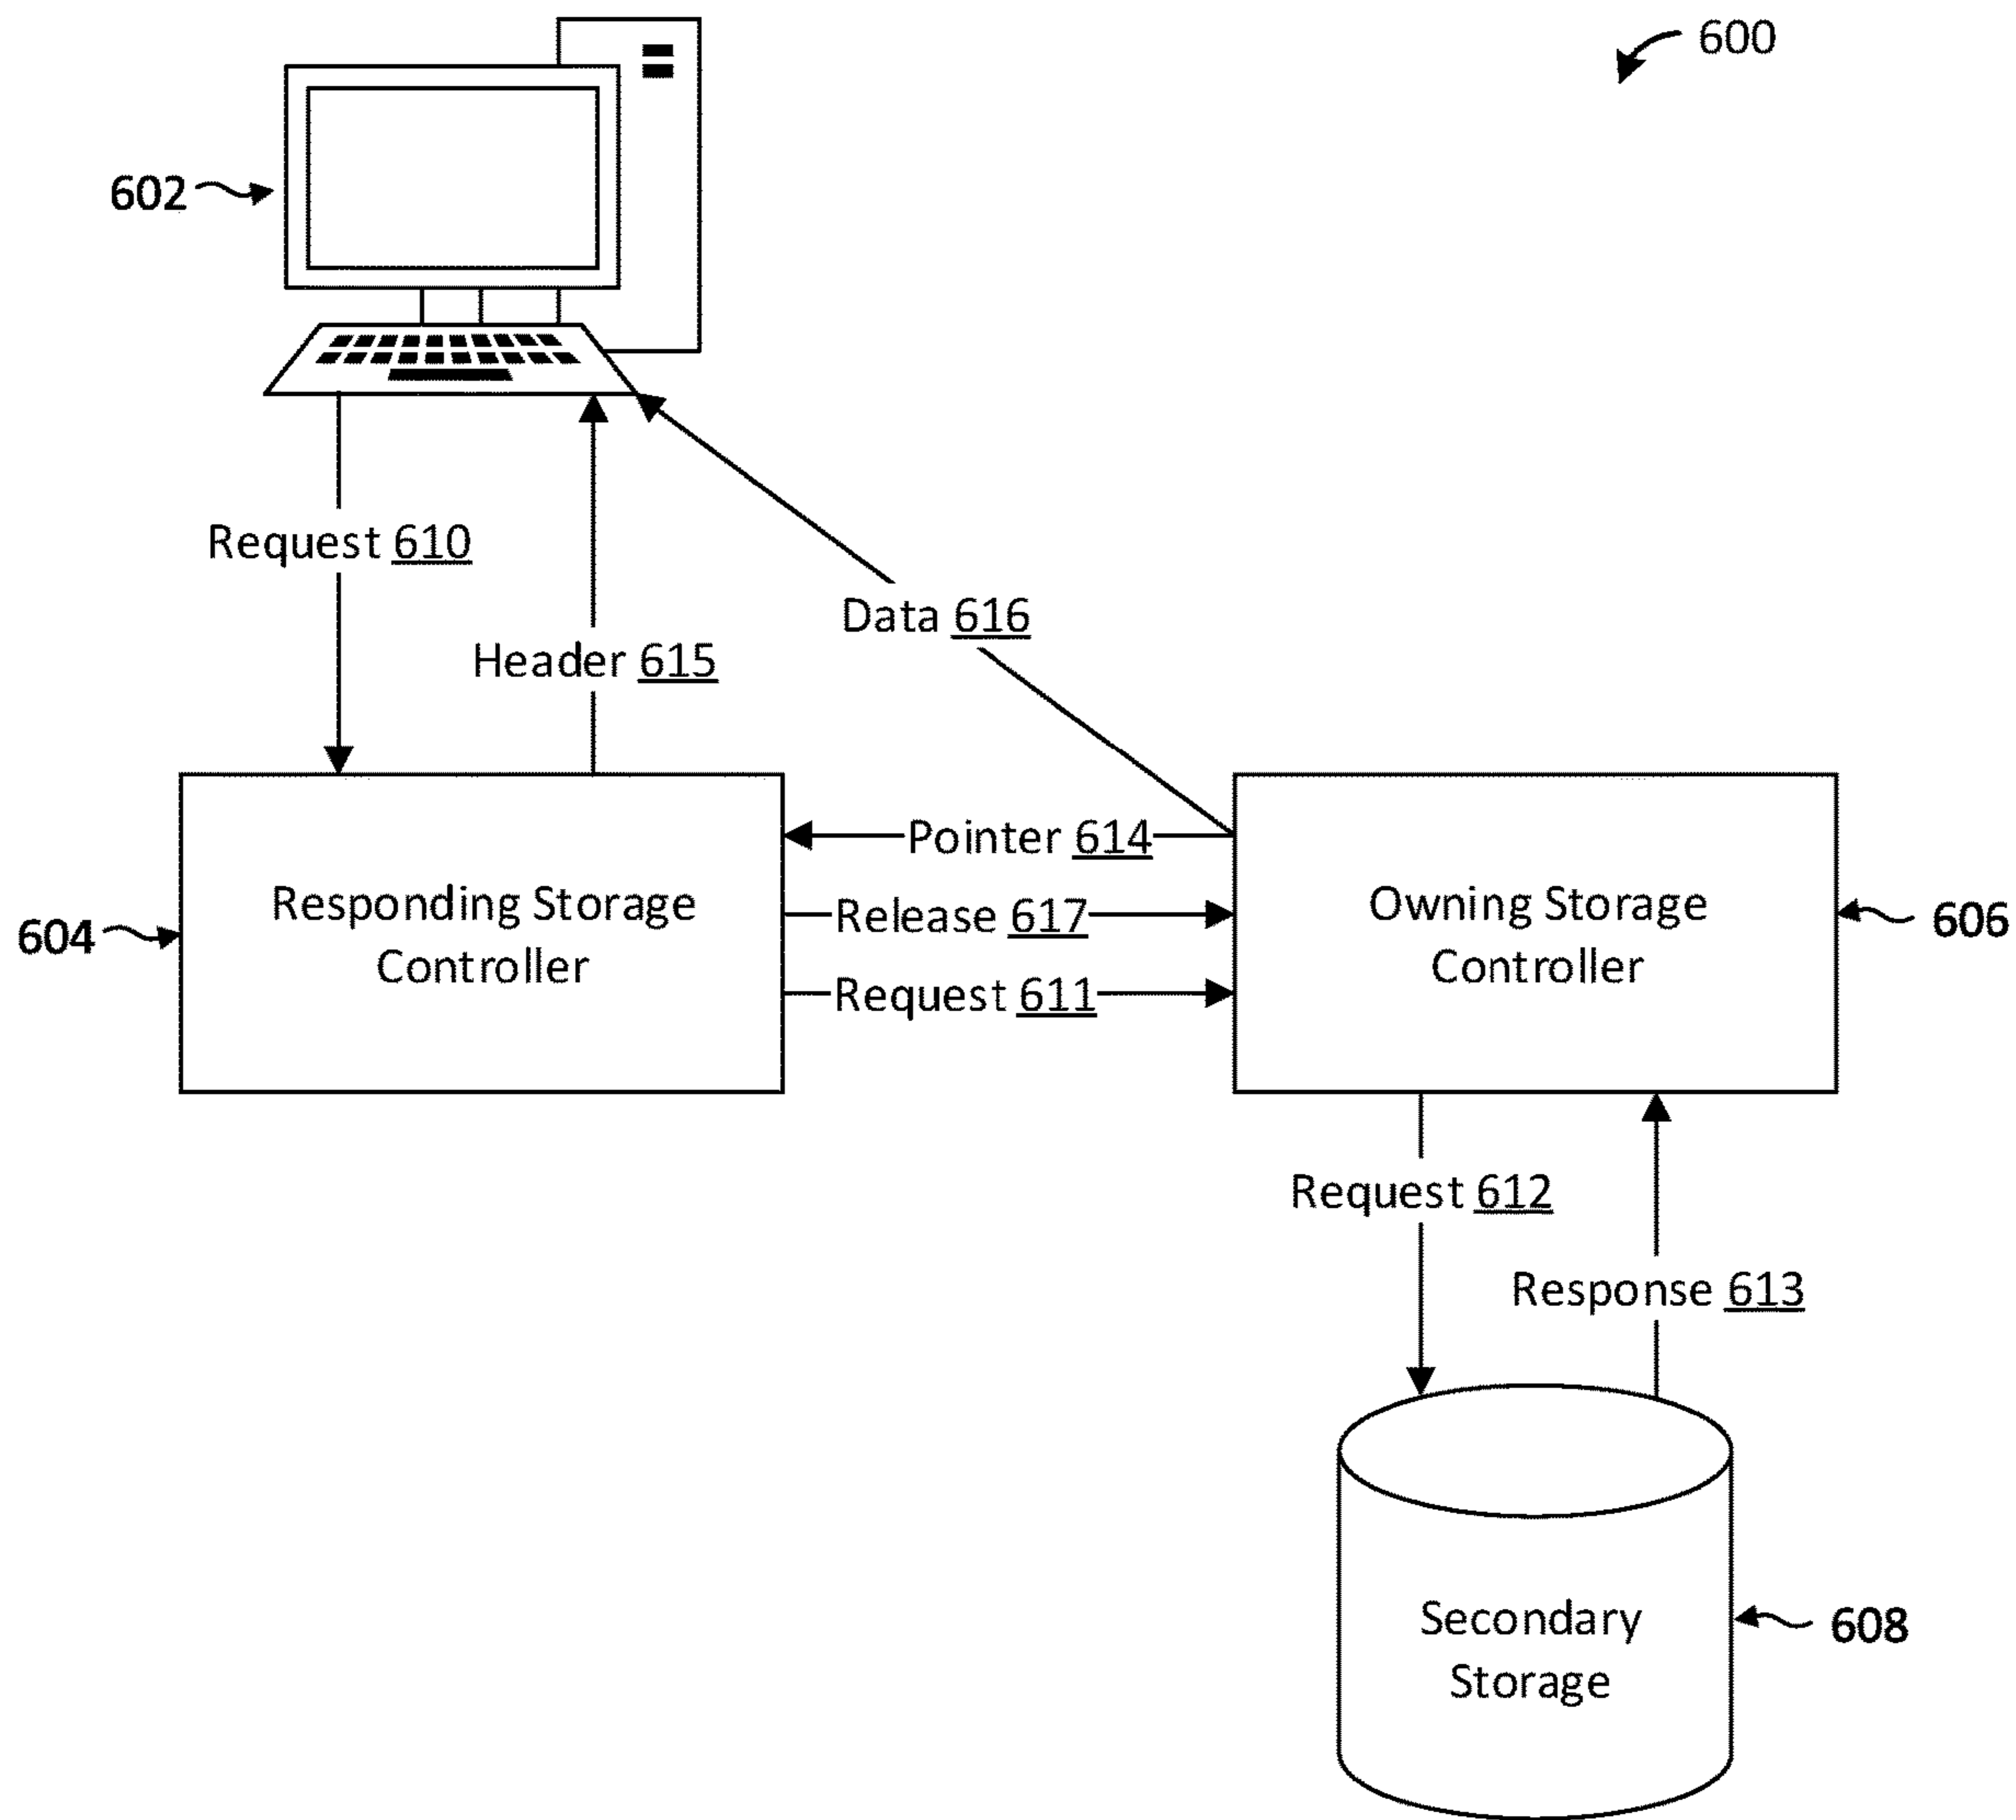 600
602
Request 610
Data 616
Header 615
Pointer 614
Responding Storage
Controller
Release 617
Owning Storage
Controller
604
606
Request 611
Request 612
Response 613
Secondary
Storage
608